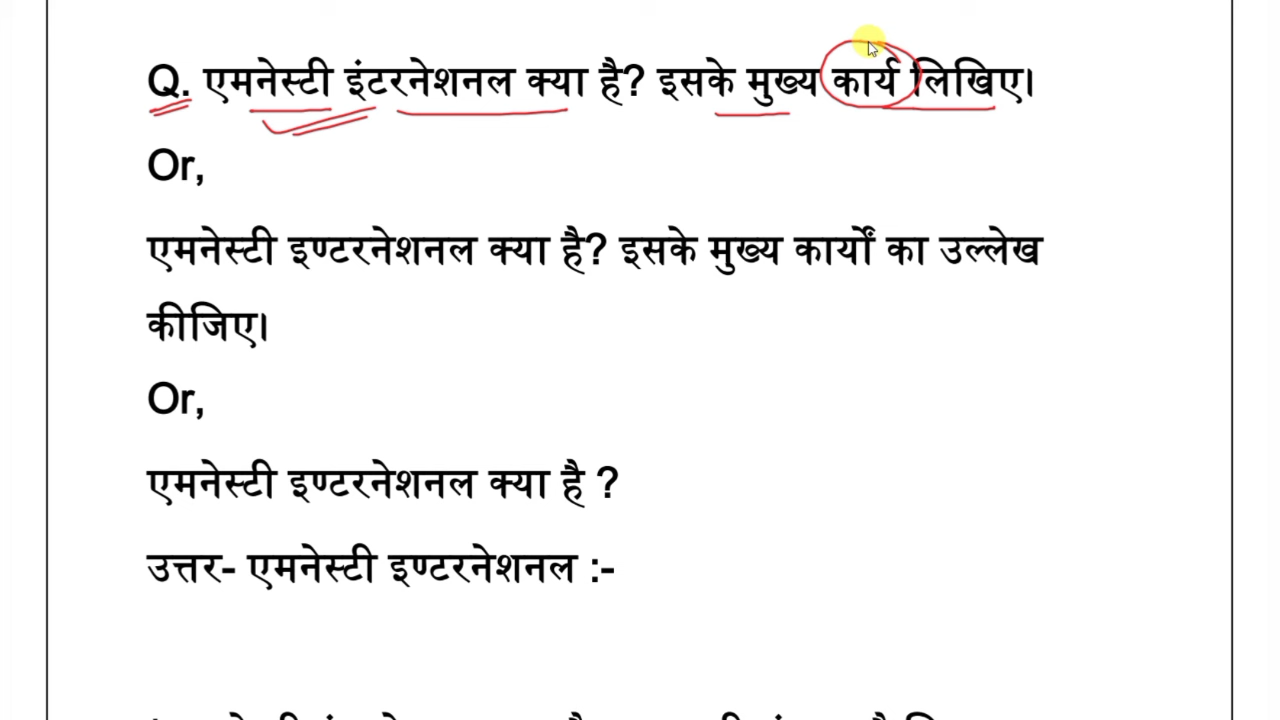 Q. एमनेस्टी इंटरनेशनल क्या है? इसके मुख्य कार्य लिखिए।
Or,
एमनेस्टी इण्टरनेशनल क्या है? इसके मुख्य कार्यों का उल्लेख
कीजिए।
Or,
एमनेस्टी इण्टरनेशनल क्या है ?
उत्तर- एमनेस्टी इण्टरनेशनल :-